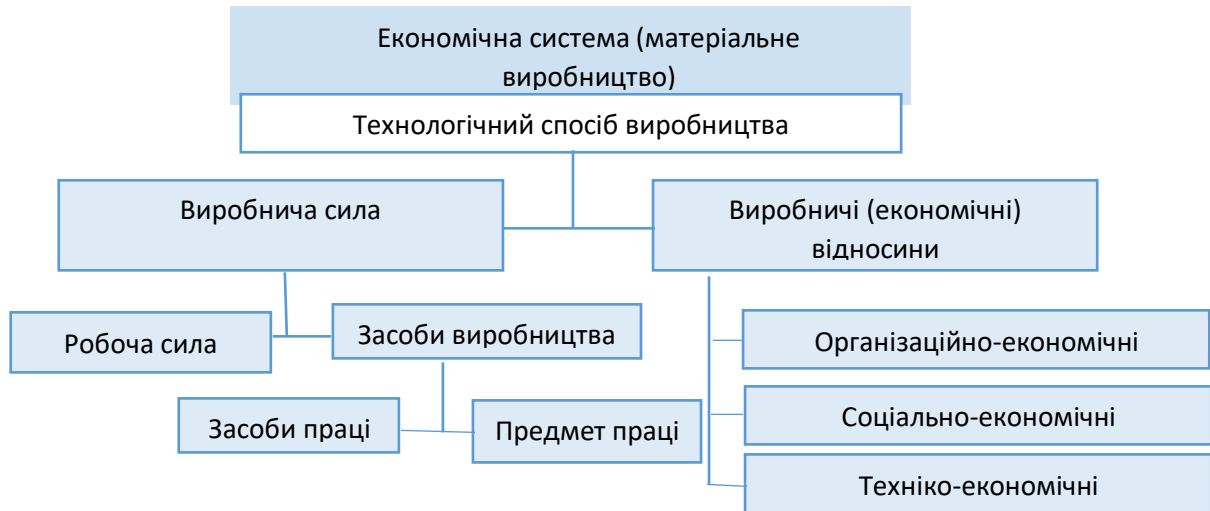 Економічна система (матеріальне
виробництво)
Технологічний спосіб виробництва
Виробнича сила
Виробничі (економічні)
відносини
Робоча сила
Засоби виробництва
Організаційно-економічні
Засоби праці
Предмет праці
Соціально-економічні
Техніко-економічні